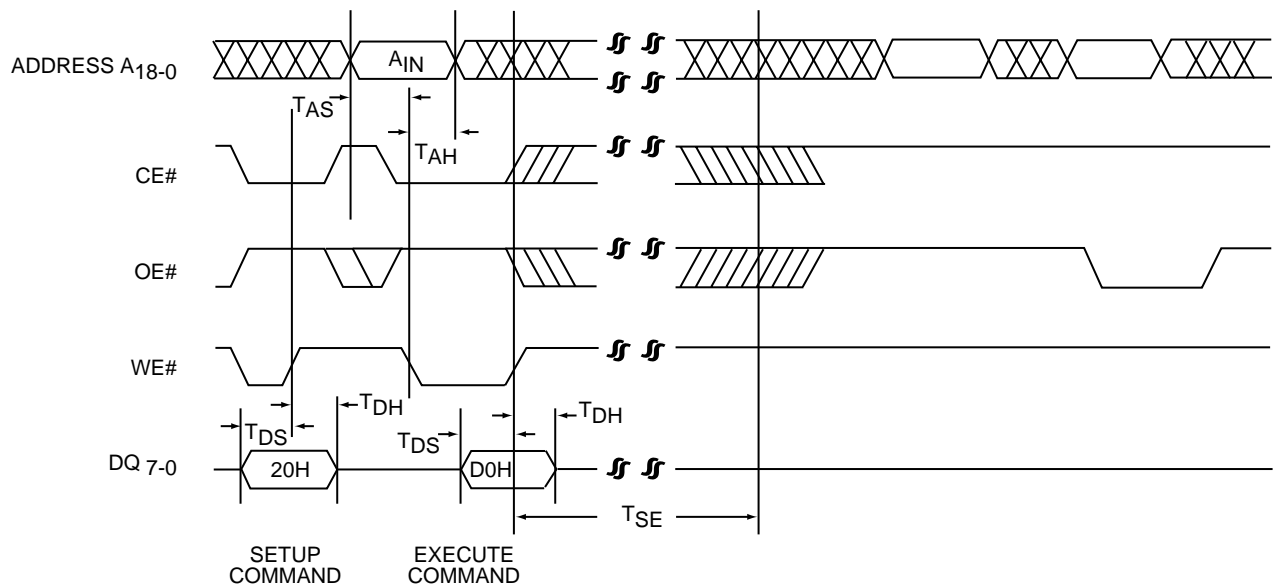 ADDRESS A18-0
AIN
TAS
TAH
CE#
OE#
WE#
TDH
TDS
TDH
TDS
DQ 7-0
20H
D0H
TSE
SETUP COMMAND
EXECUTE COMMAND